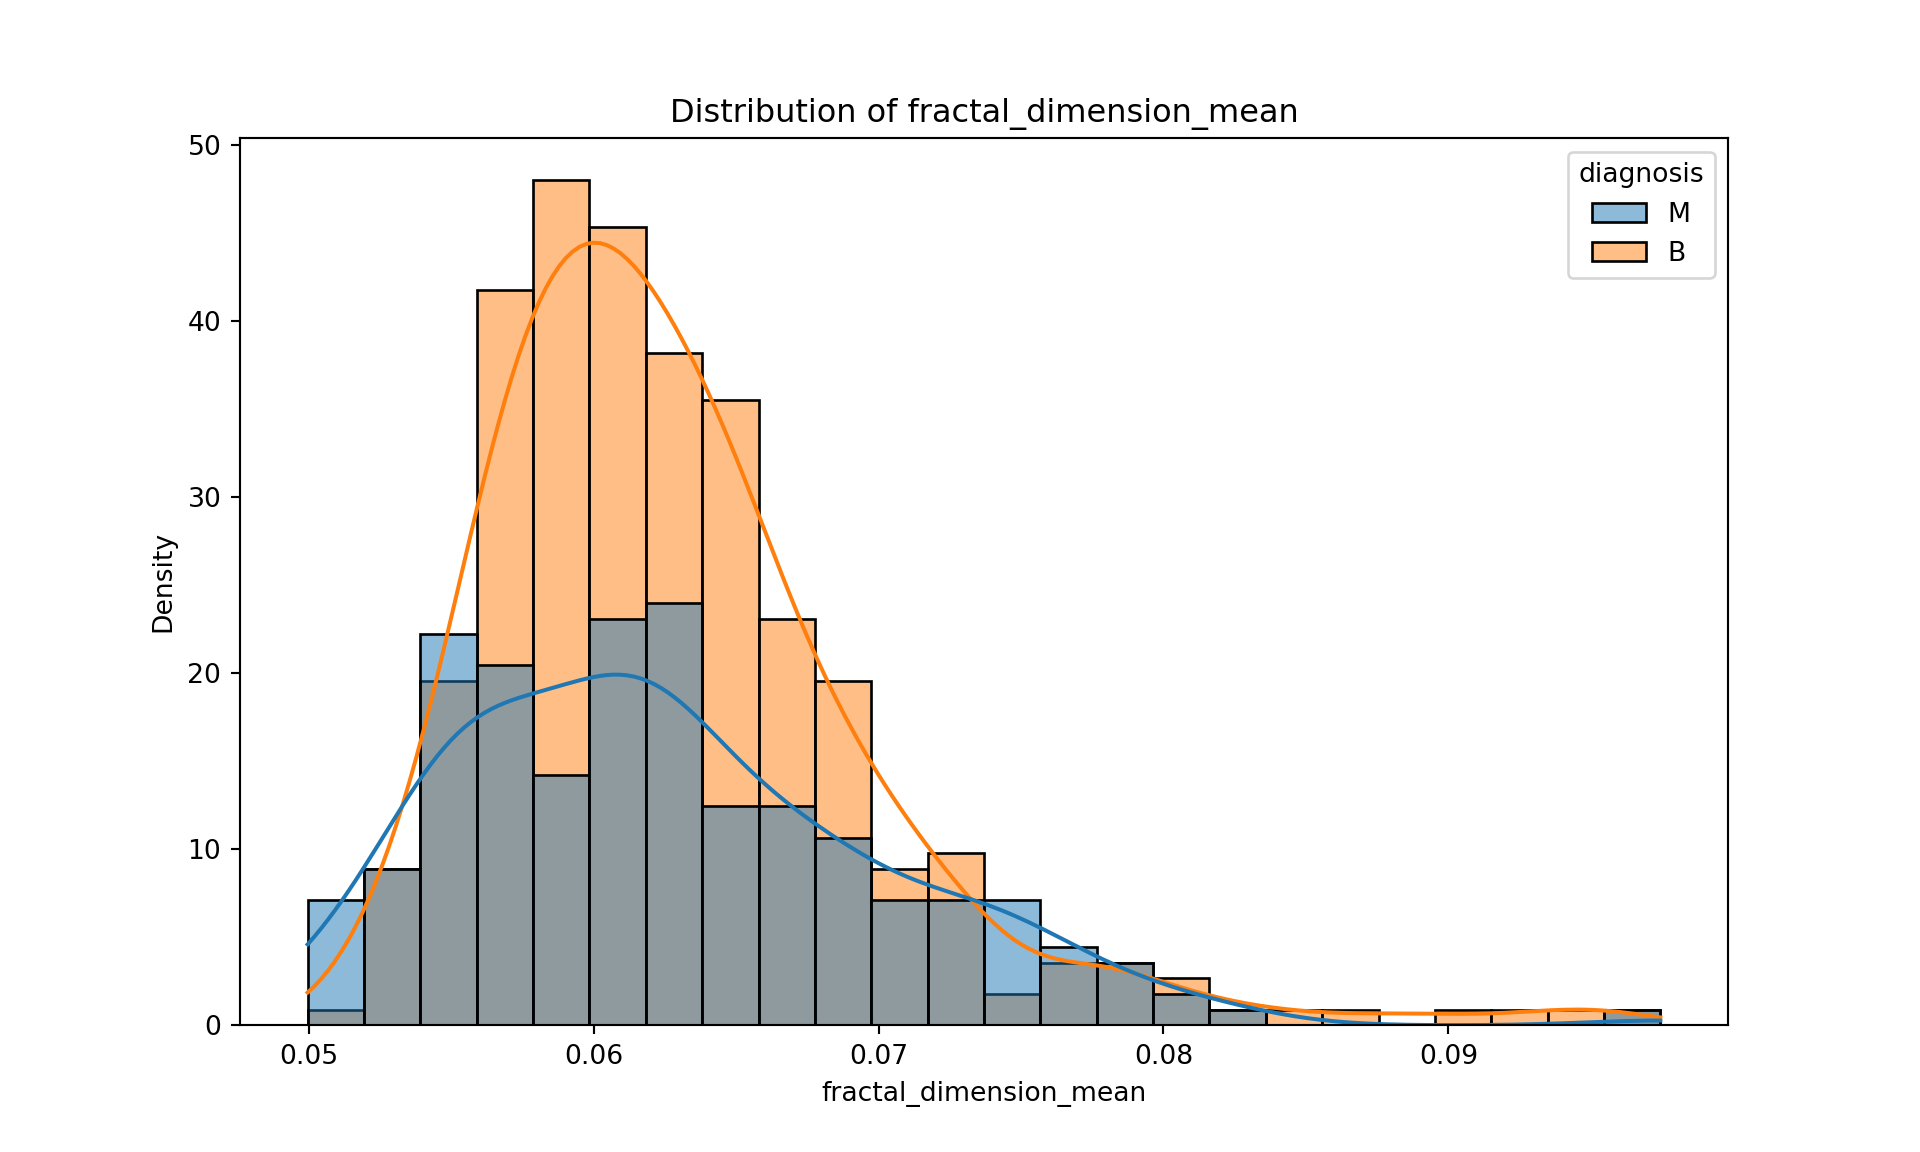 Distribution of fractal_dimension_mean
50
40
30
20
10
0
Density
diagnosis
M
B
0.05 0.06 0.07 0.08 0.09
fractal_dimension_mean